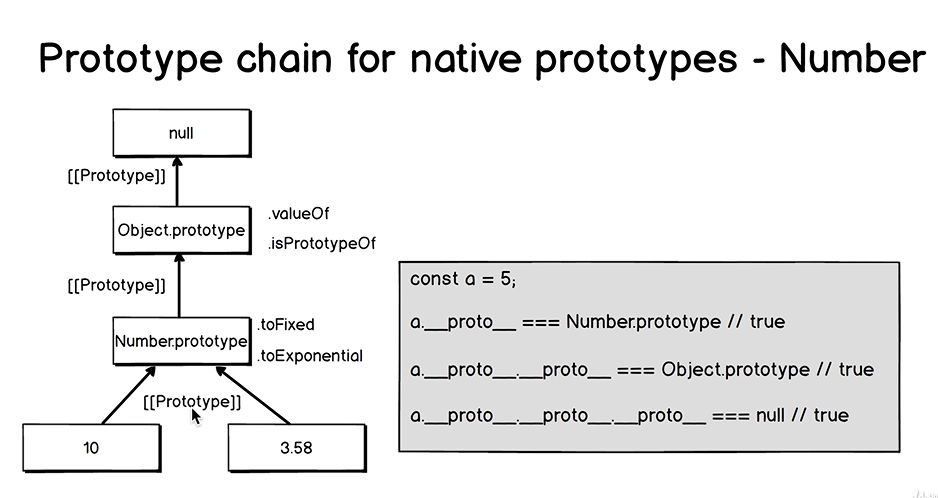 Prototype chain for native prototypes - Number
null
[[Prototype]]
Object.prototype
.valueOf
.isPrototypeOf
[[Prototype]]
Number.prototype
.toFixed
.toExponential
[[Prototype]]
10
3.58
const a = 5;
a.__proto__ === Number.prototype // true
a.__proto__.__proto__ === Object.prototype // true
a.__proto__.__proto__.__proto__ === null // true